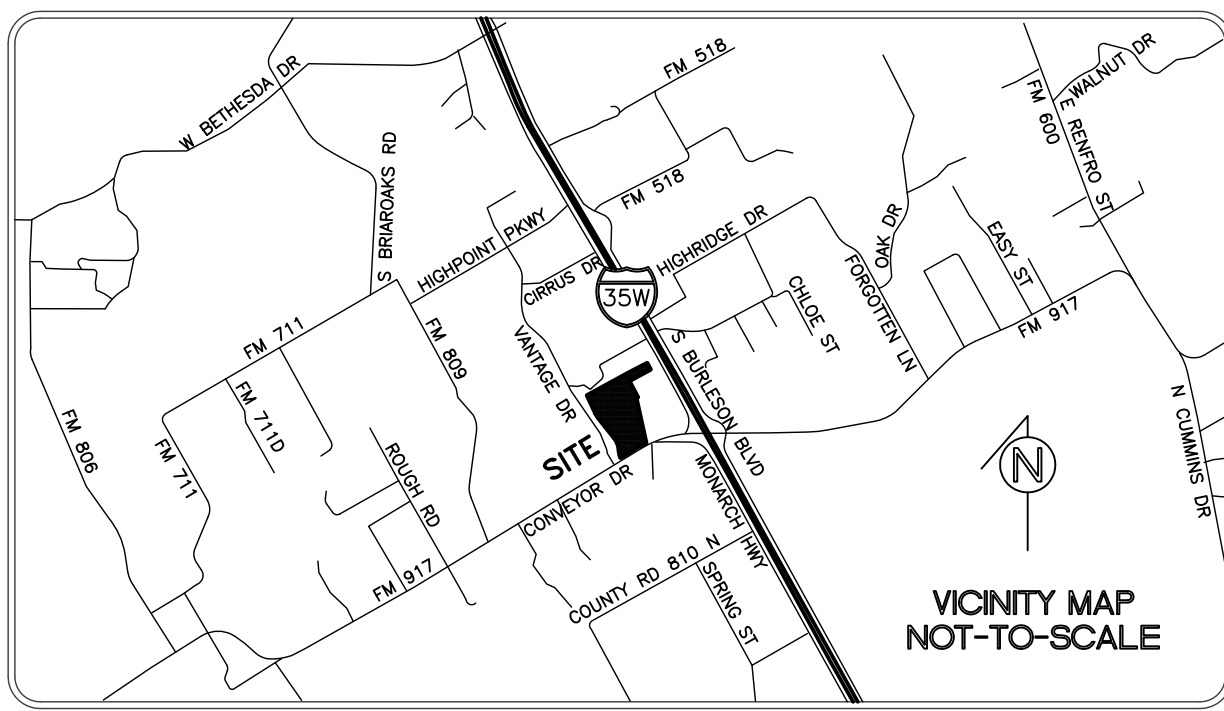 FM 518
W BETHESDA DR
WALNUT DR
FM 600
E RENFRO ST
S BRIAROAKS RD
FM 518
HIGHPOINT PKWY
HIGHRIDGE DR
OAK DR
EASY ST
CIRRUS DR
35W
FORGOTTEN LN
CHLOE ST
FM 917
FM 711
FM 809
VANTAGE DR
S BURLESON BLVD
FM 711D
FM 806
FM 711
ROUGH RD
SITE
CONVEYOR DR
MONARCH HWY
N CUMMINS DR
N
FM 917
COUNTY RD 810 N
SPRING ST
VICINITY MAP
NOT-TO-SCALE